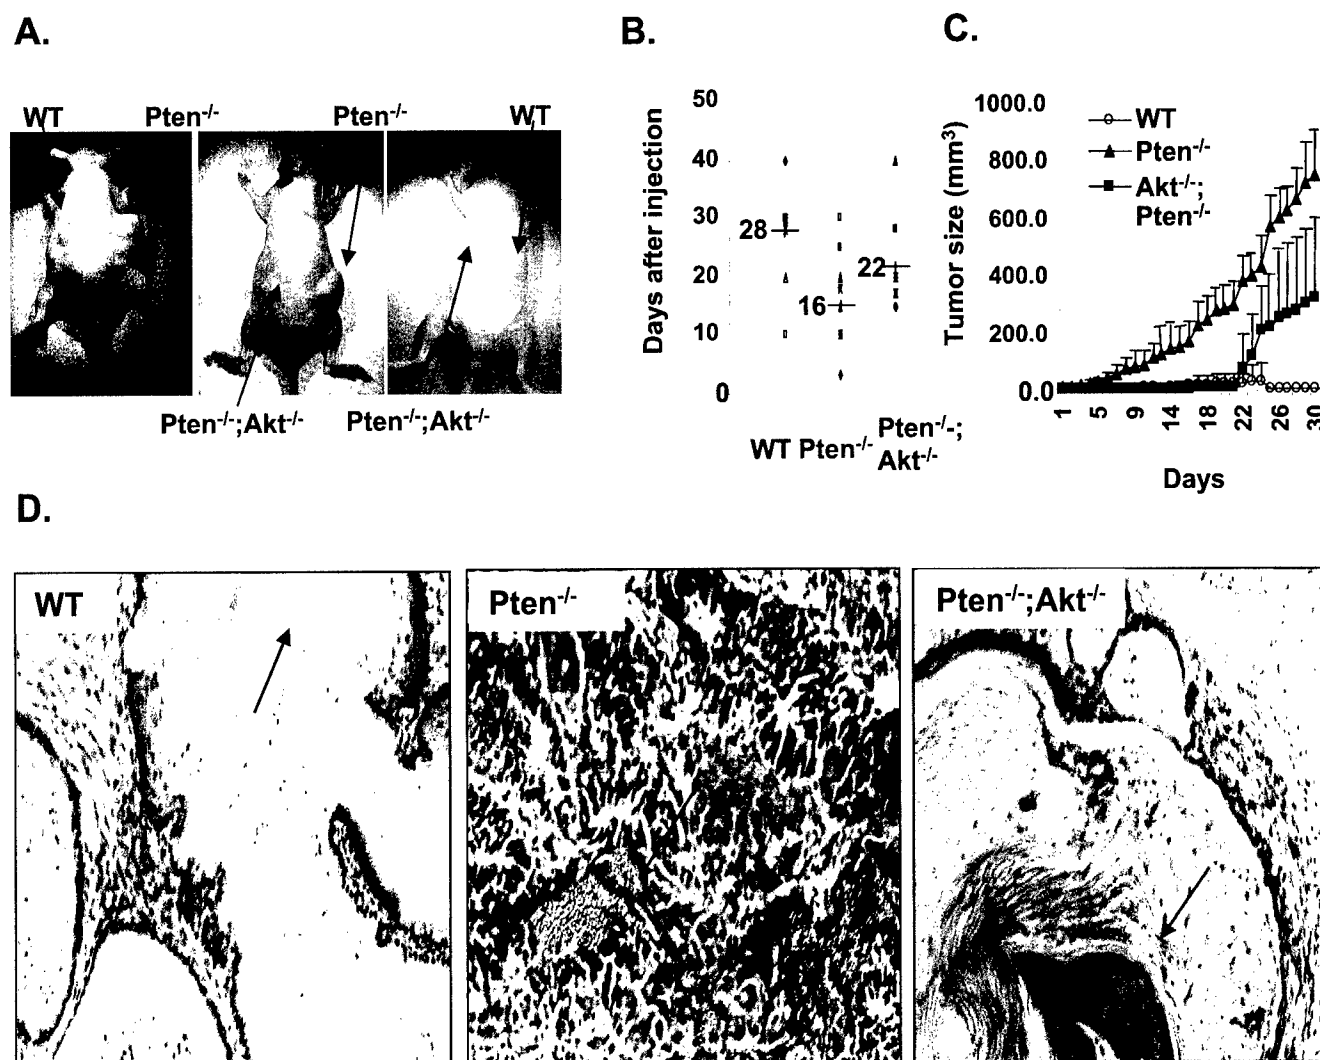 A.
B.
C.
WT Pten⁻/⁻ Pten⁻/⁻ WT
Pten⁻/⁻;Akt⁻/⁻ Pten⁻/⁻;Akt⁻/⁻
Days after injection
50
40
30
20
10
0
28
16
22
WT Pten⁻/⁻ Pten⁻/⁻;
Akt⁻/⁻
Tumor size (mm³)
1000.0
800.0
600.0
400.0
200.0
0.0
WT
Pten⁻/⁻
Akt⁻/⁻;
Pten⁻/⁻
1 5 9 14 18 22 26 30
Days
D.
WT
Pten⁻/⁻
Pten⁻/⁻;Akt⁻/⁻